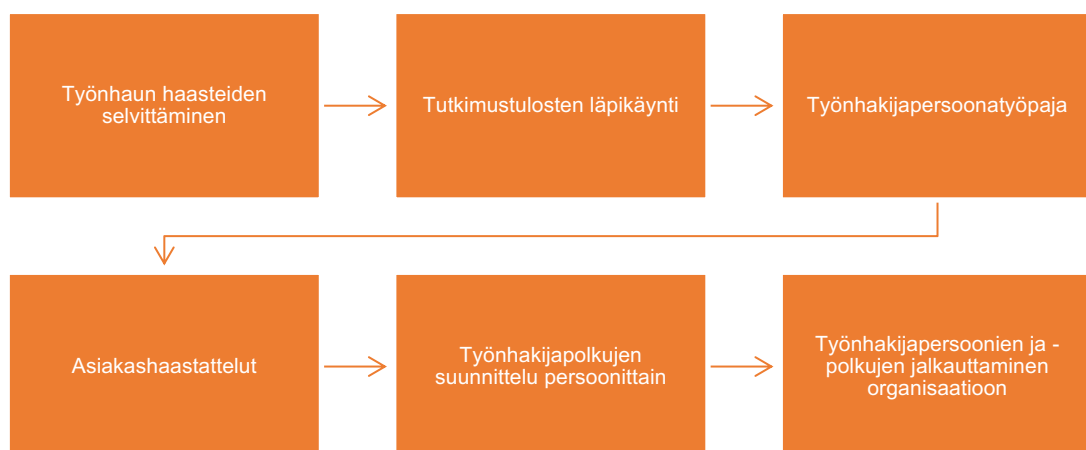 Työnhaun haasteiden
selvittäminen
Tutkimustulosten läpikäynti
Työnhakijapersoonatyöpaja
Asiakashaastattelut
Työnhakijapolkujen
suunnittelu persoonittain
Työnhakijapersoonien ja -
polkujen jalkauttaminen
organisaatioon